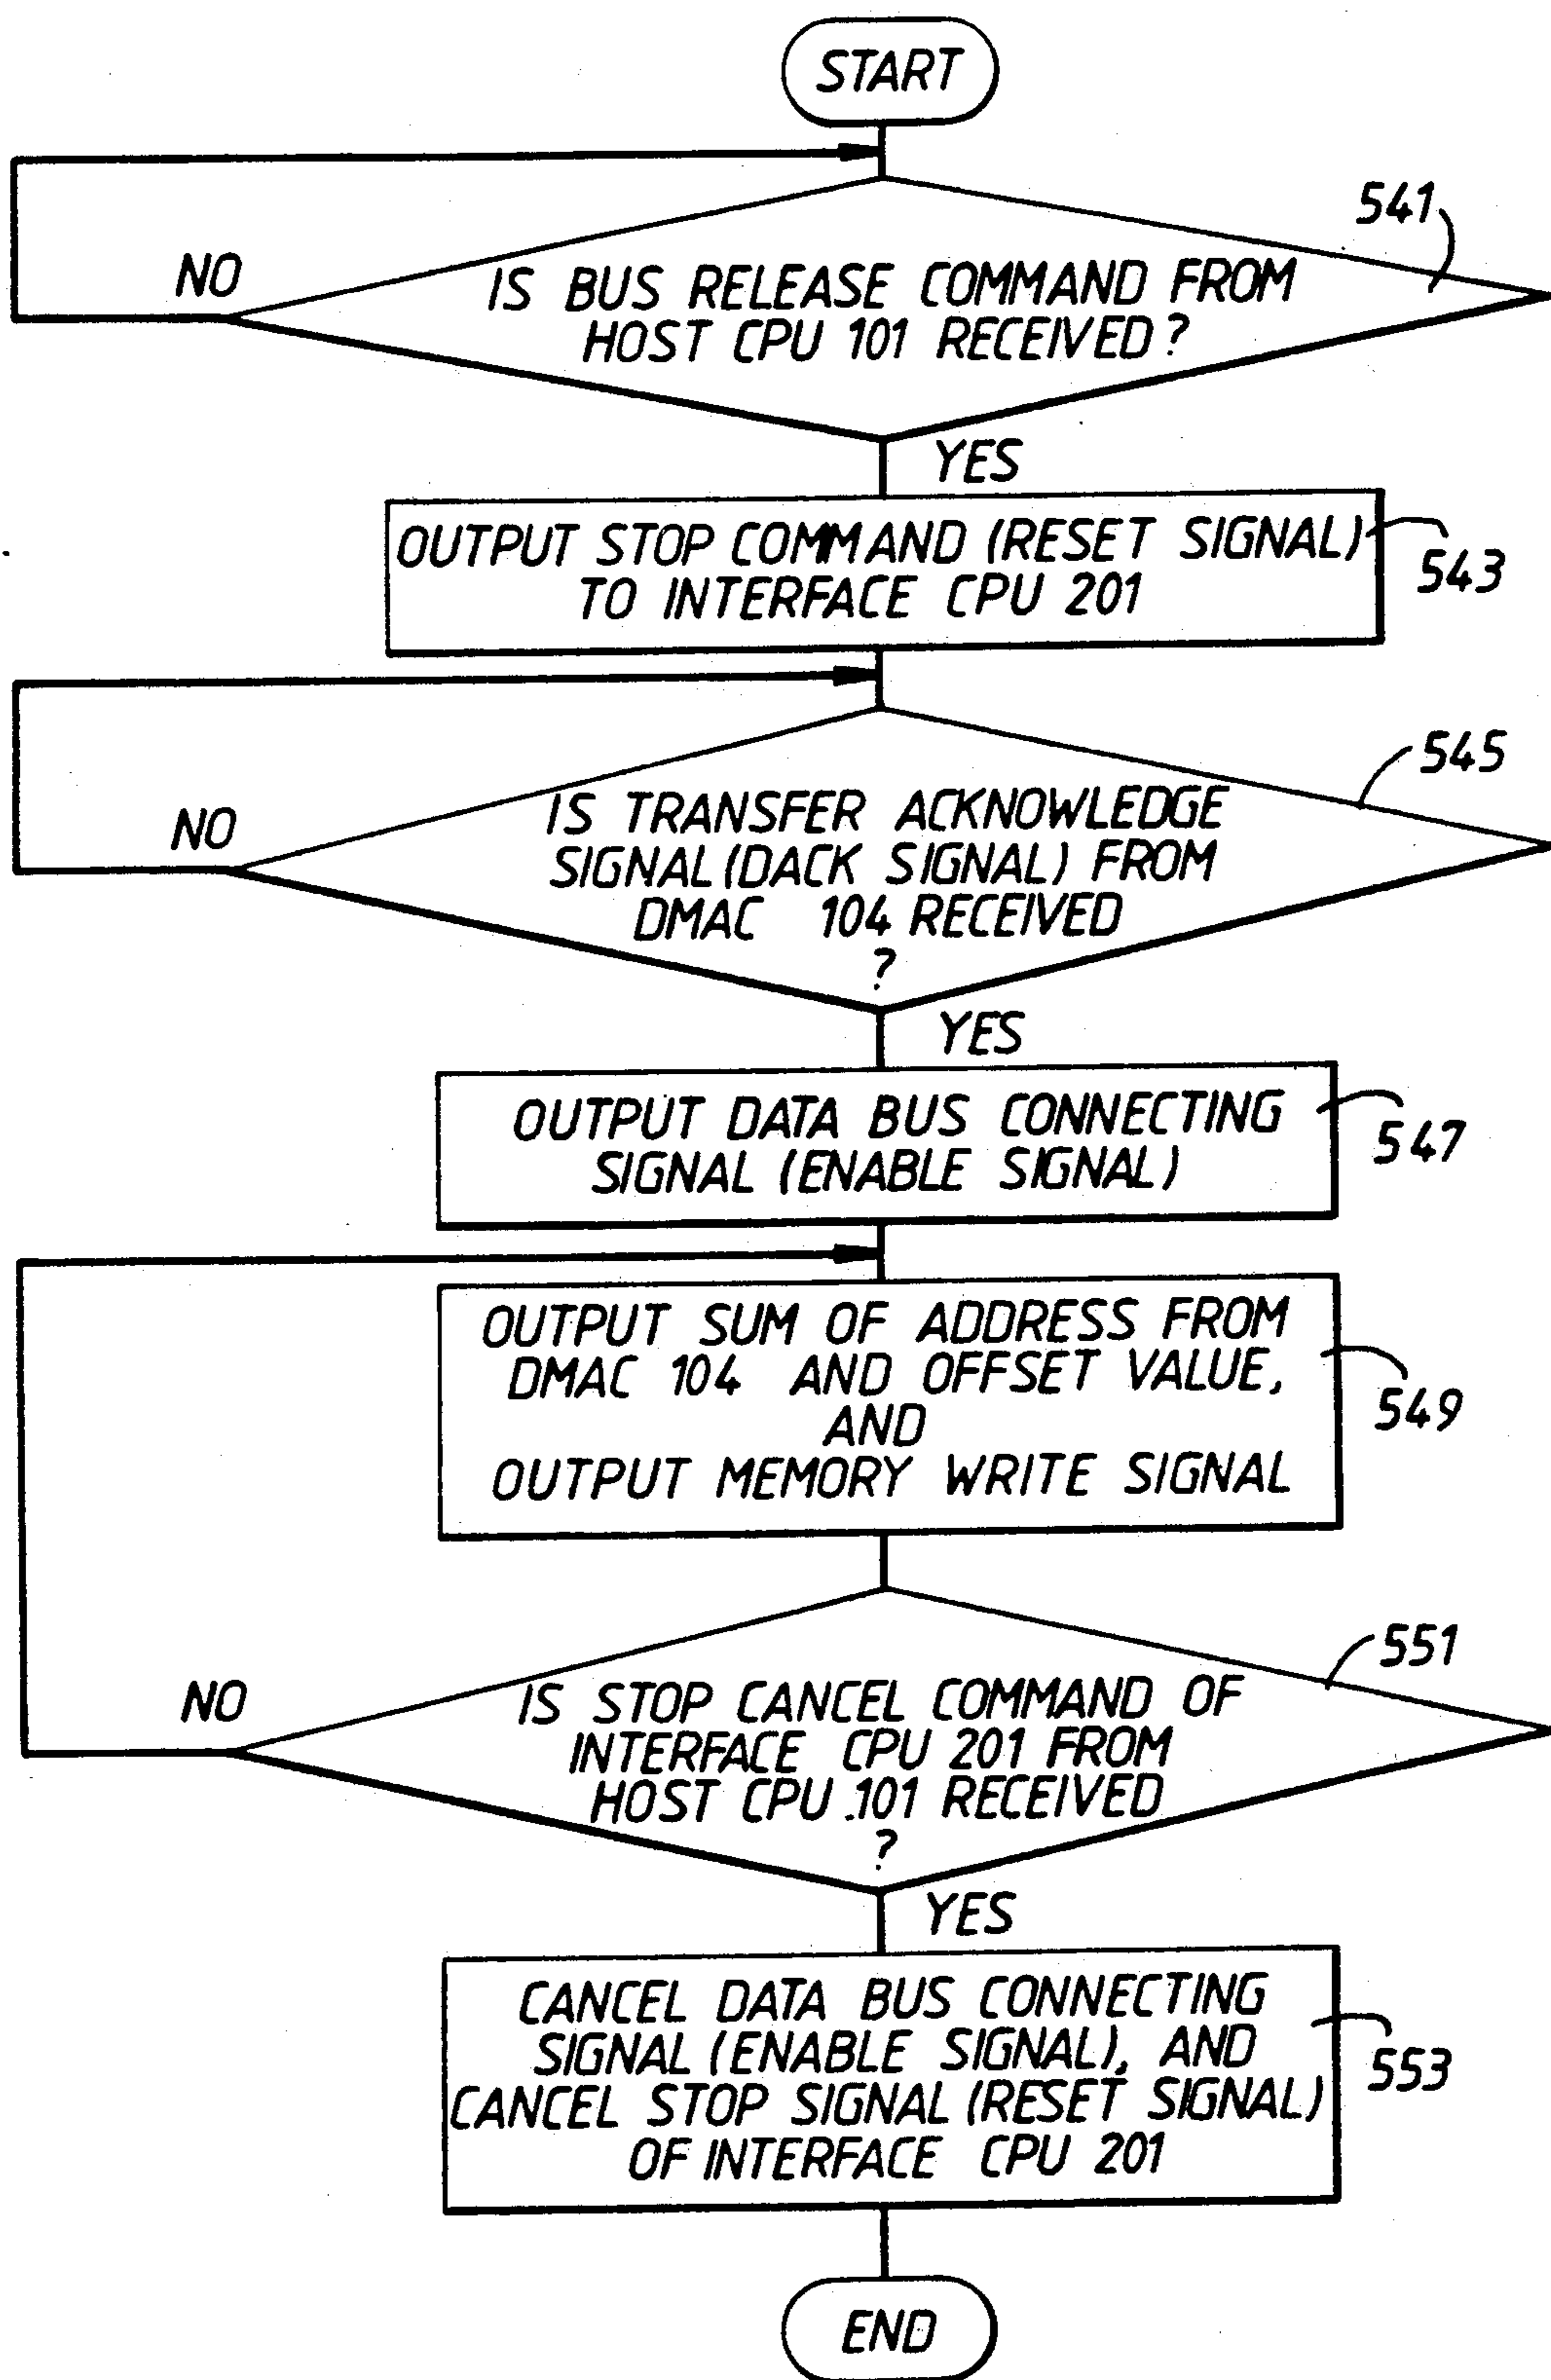 START
541
NO
IS BUS RELEASE COMMAND FROM
HOST CPU 101 RECEIVED?
YES
OUTPUT STOP COMMAND (RESET SIGNAL)
TO INTERFACE CPU 201
543
545
NO
IS TRANSFER ACKNOWLEDGE
SIGNAL (DACK SIGNAL) FROM
DMAC 104 RECEIVED
?
YES
OUTPUT DATA BUS CONNECTING
SIGNAL (ENABLE SIGNAL)
547
OUTPUT SUM OF ADDRESS FROM
DMAC 104 AND OFFSET VALUE,
AND
OUTPUT MEMORY WRITE SIGNAL
549
551
NO
IS STOP CANCEL COMMAND OF
INTERFACE CPU 201 FROM
HOST CPU 101 RECEIVED
?
YES
CANCEL DATA BUS CONNECTING
SIGNAL (ENABLE SIGNAL), AND
CANCEL STOP SIGNAL (RESET SIGNAL)
OF INTERFACE CPU 201
553
END